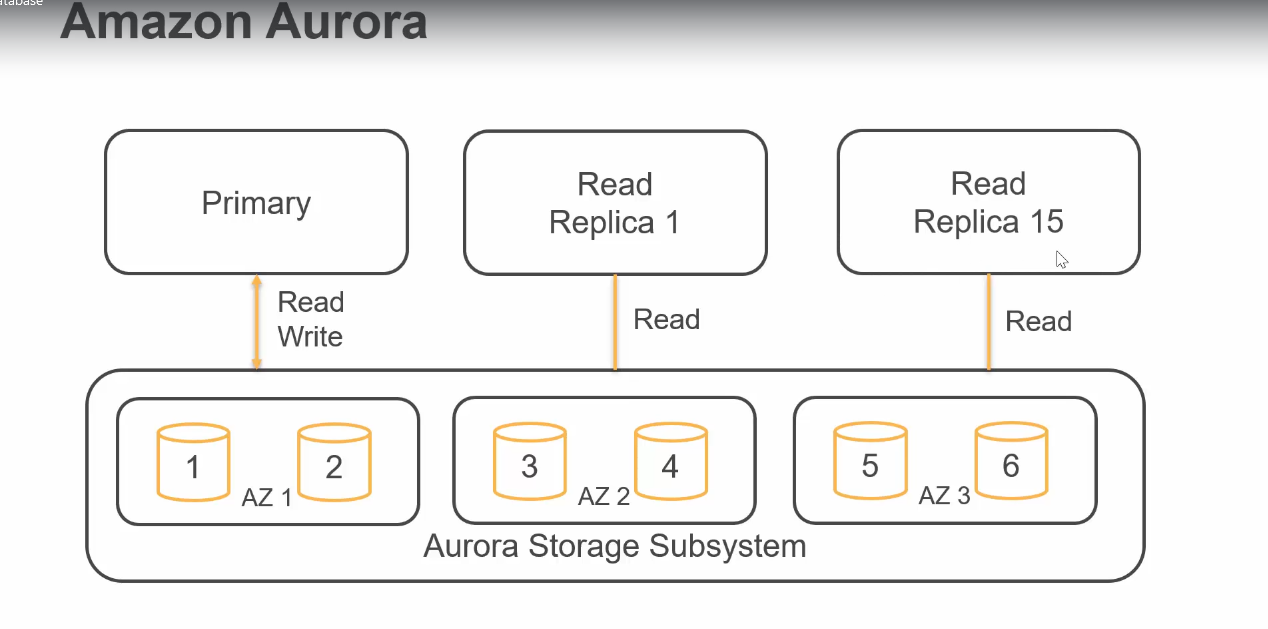 Amazon Aurora
Primary
Read
Replica 1
Read
Replica 15
Read
Write
Read
Read
1
2
AZ 1
3
4
AZ 2
5
6
AZ 3
Aurora Storage Subsystem